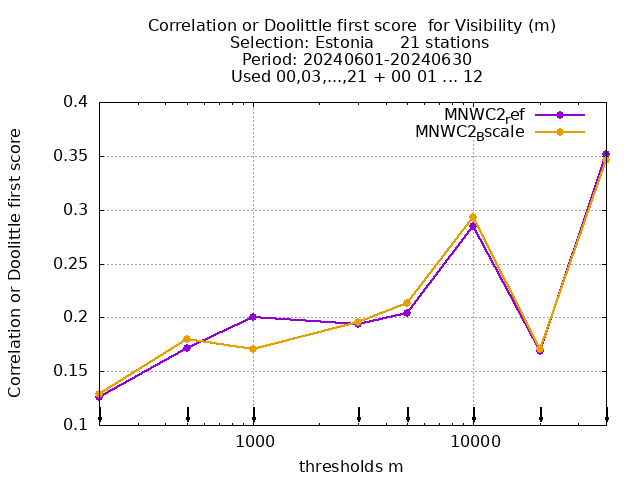 Correlation or Doolittle first score  for Visibility (m)
Selection: Estonia     21 stations
Period: 20240601-20240630
Used 00,03,...,21 + 00 01 ... 12
MNWC2ref
MNWC2Bscale
Correlation or Doolittle first score
0.4
0.35
0.3
0.25
0.2
0.15
0.1
1000
10000
thresholds m